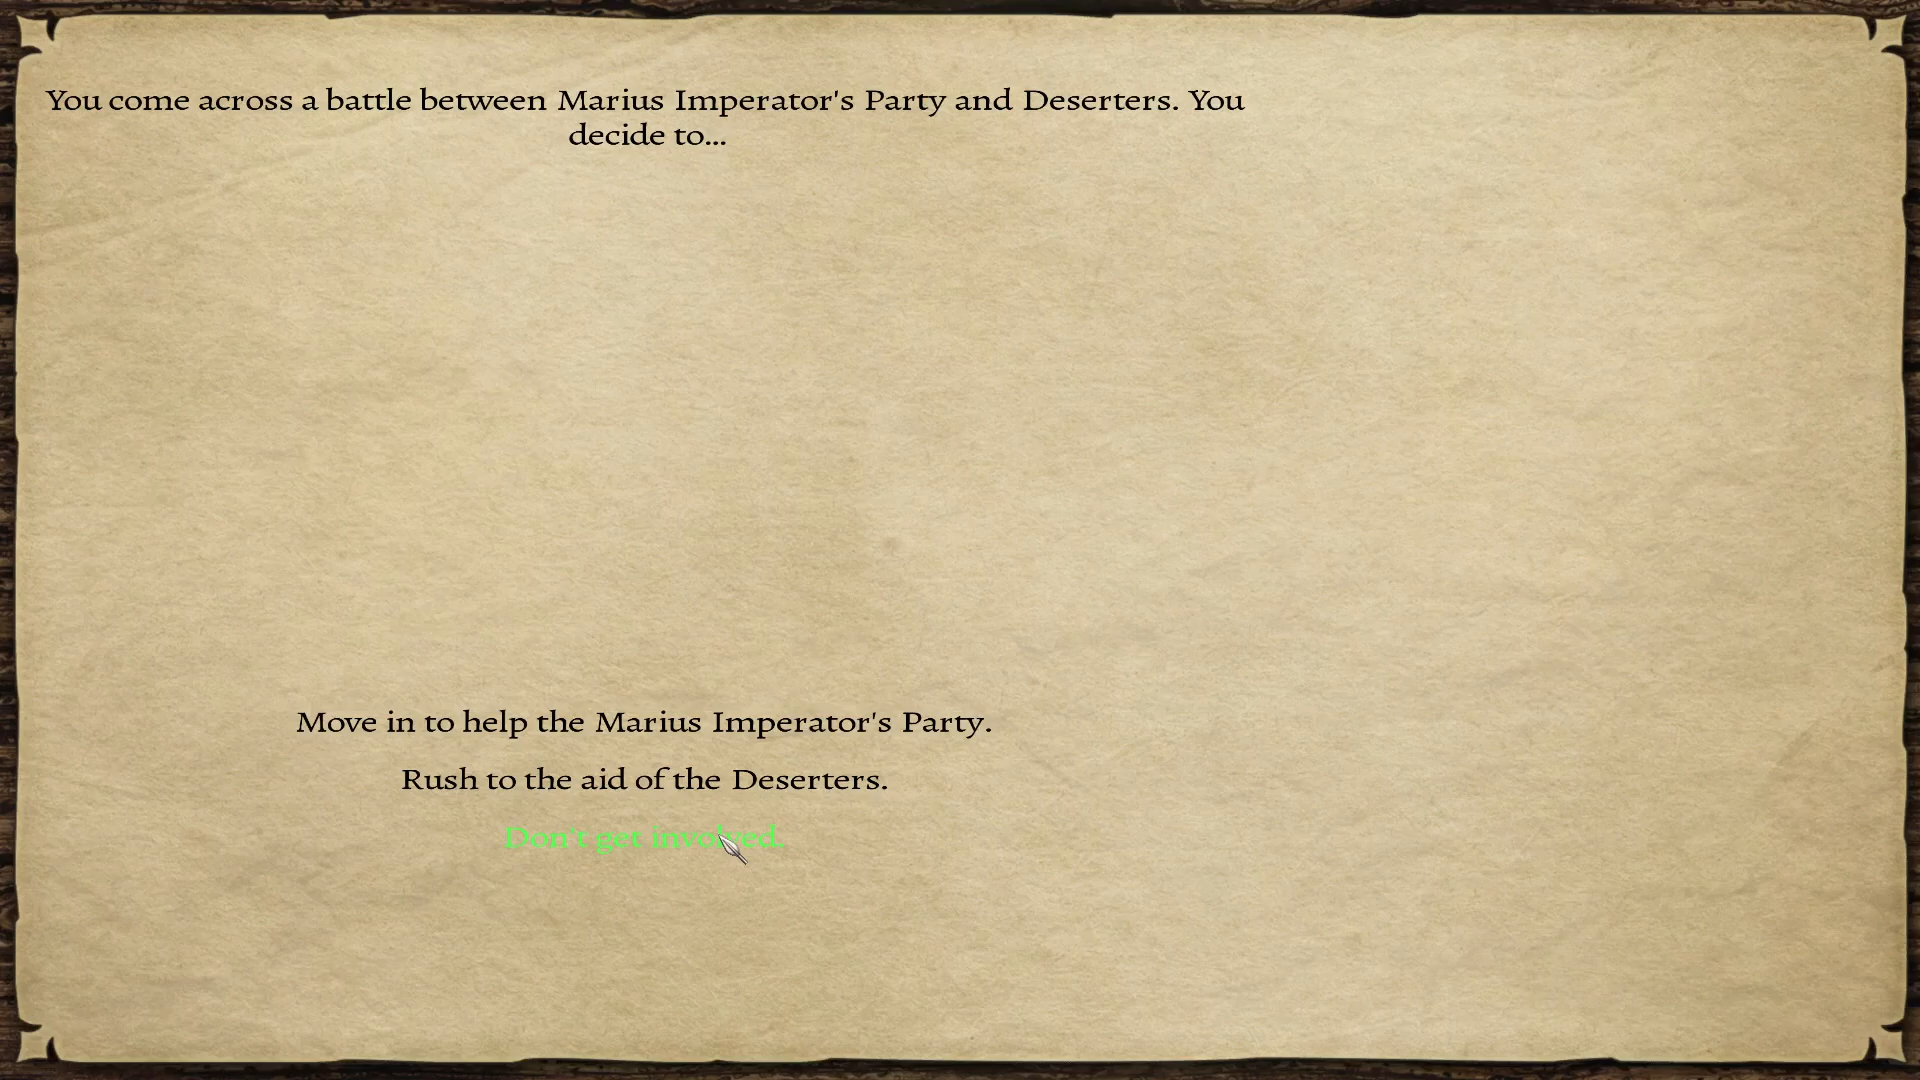 You come across a battle between Marius Imperator's Party and Deserters. You
decide to...
Move in to help the Marius Imperator's Party.
Rush to the aid of the Deserters.
Don't get involved.